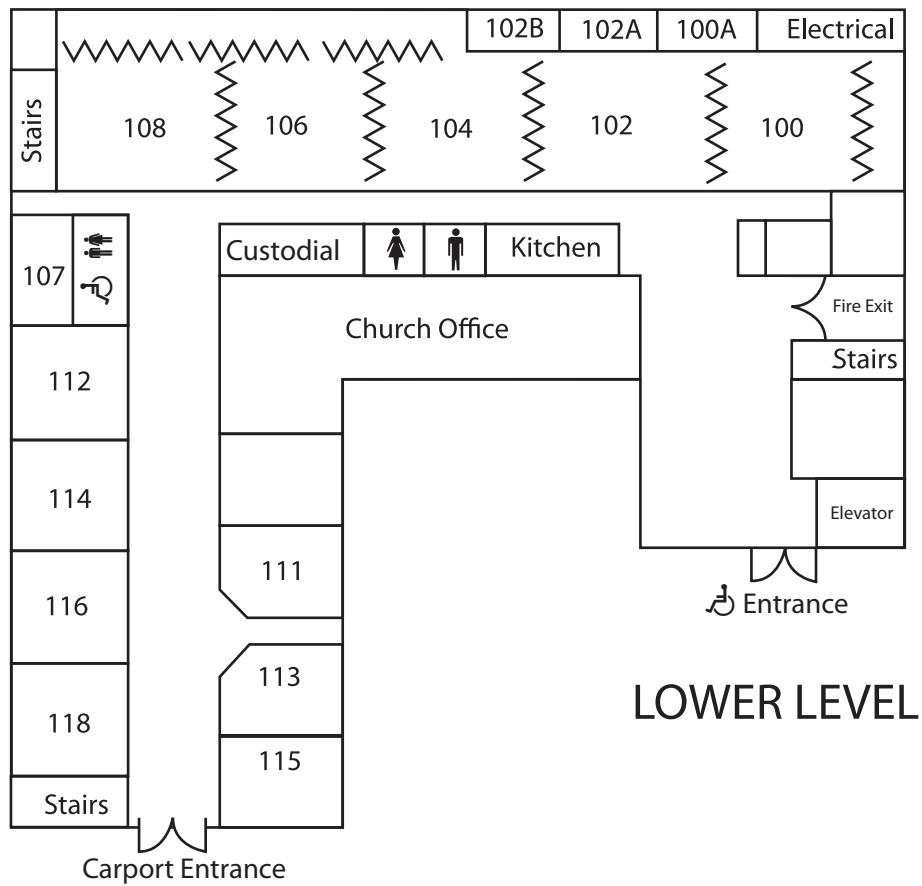 102B
102A
100A
Electrical
Stairs
108
106
104
102
100
107
Custodial
Kitchen
Church Office
Fire Exit
Stairs
112
114
Elevator
111
116
Entrance
113
LOWER LEVEL
118
115
Stairs
Carport Entrance